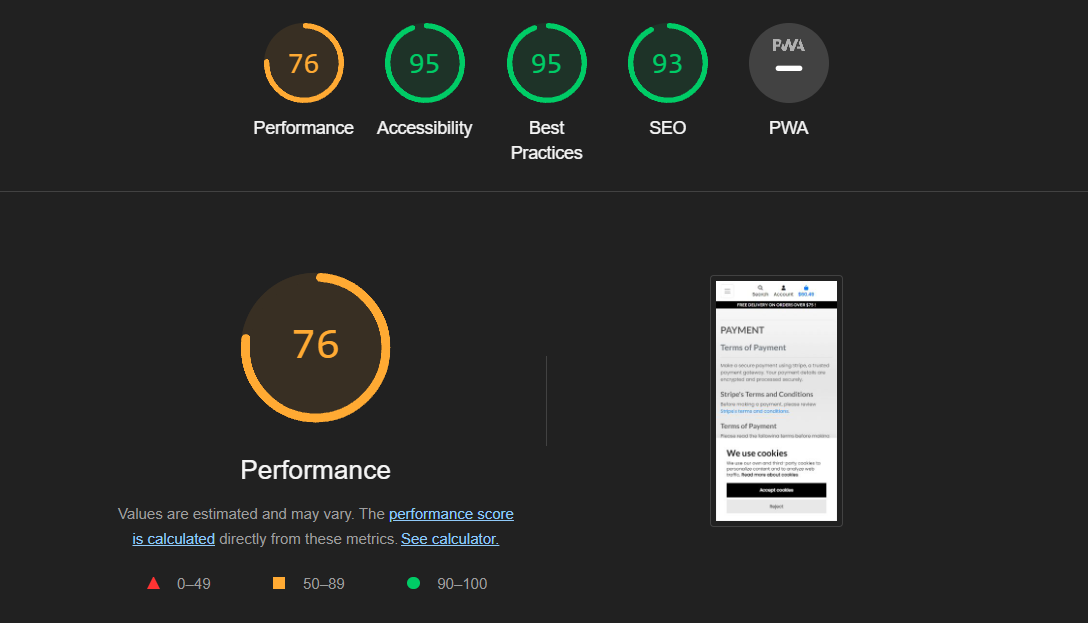 76
95
95
93
PWA
Performance
Accessibility
Best
Practices
SEO
PWA
76
Performance
Values are estimated and may vary. The performance score
is calculated directly from these metrics. See calculator.
0–49
50–89
90–100
Search Account $90.48
FREE DELIVERY ON ORDERS OVER $75 !
PAYMENT
Terms of Payment
Make a secure payment using Stripe, a trusted
payment gateway. Your payment details are
encrypted and processed securely.
Stripe's Terms and Conditions
Before making a payment, please review
Stripe's terms and conditions
Terms of Payment
Please read the following terms before making
We use cookies
We use our own and third-party cookies to
personalize content and to analyze web
traffic. Read more about cookies
Accept cookies
Reject